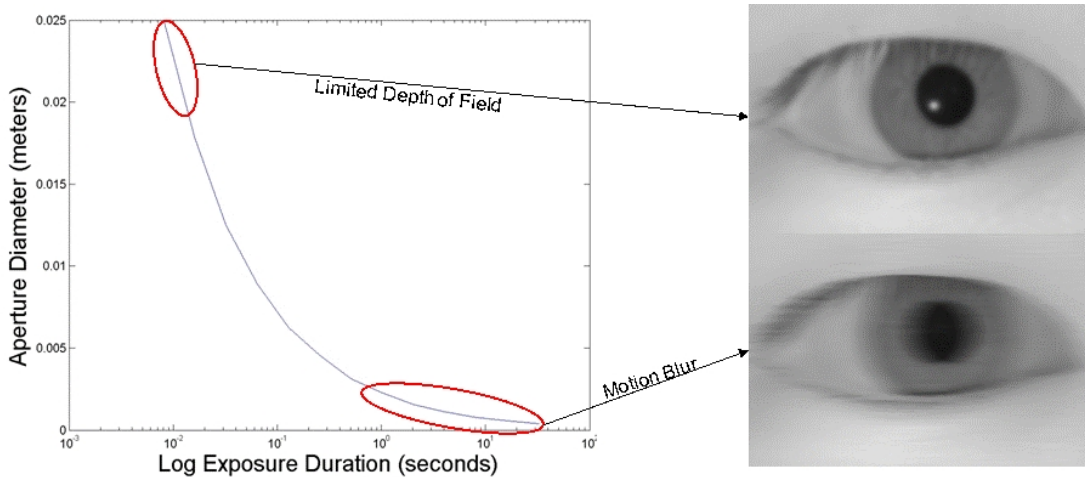 0.025
0.02
0.015
0.01
0.005
0
Aperture Diameter (meters)
10⁻³ 10⁻² 10⁻¹ 10⁰ 10¹ 10
Log Exposure Duration (seconds)
Limited Depth of Field
Motion Blur